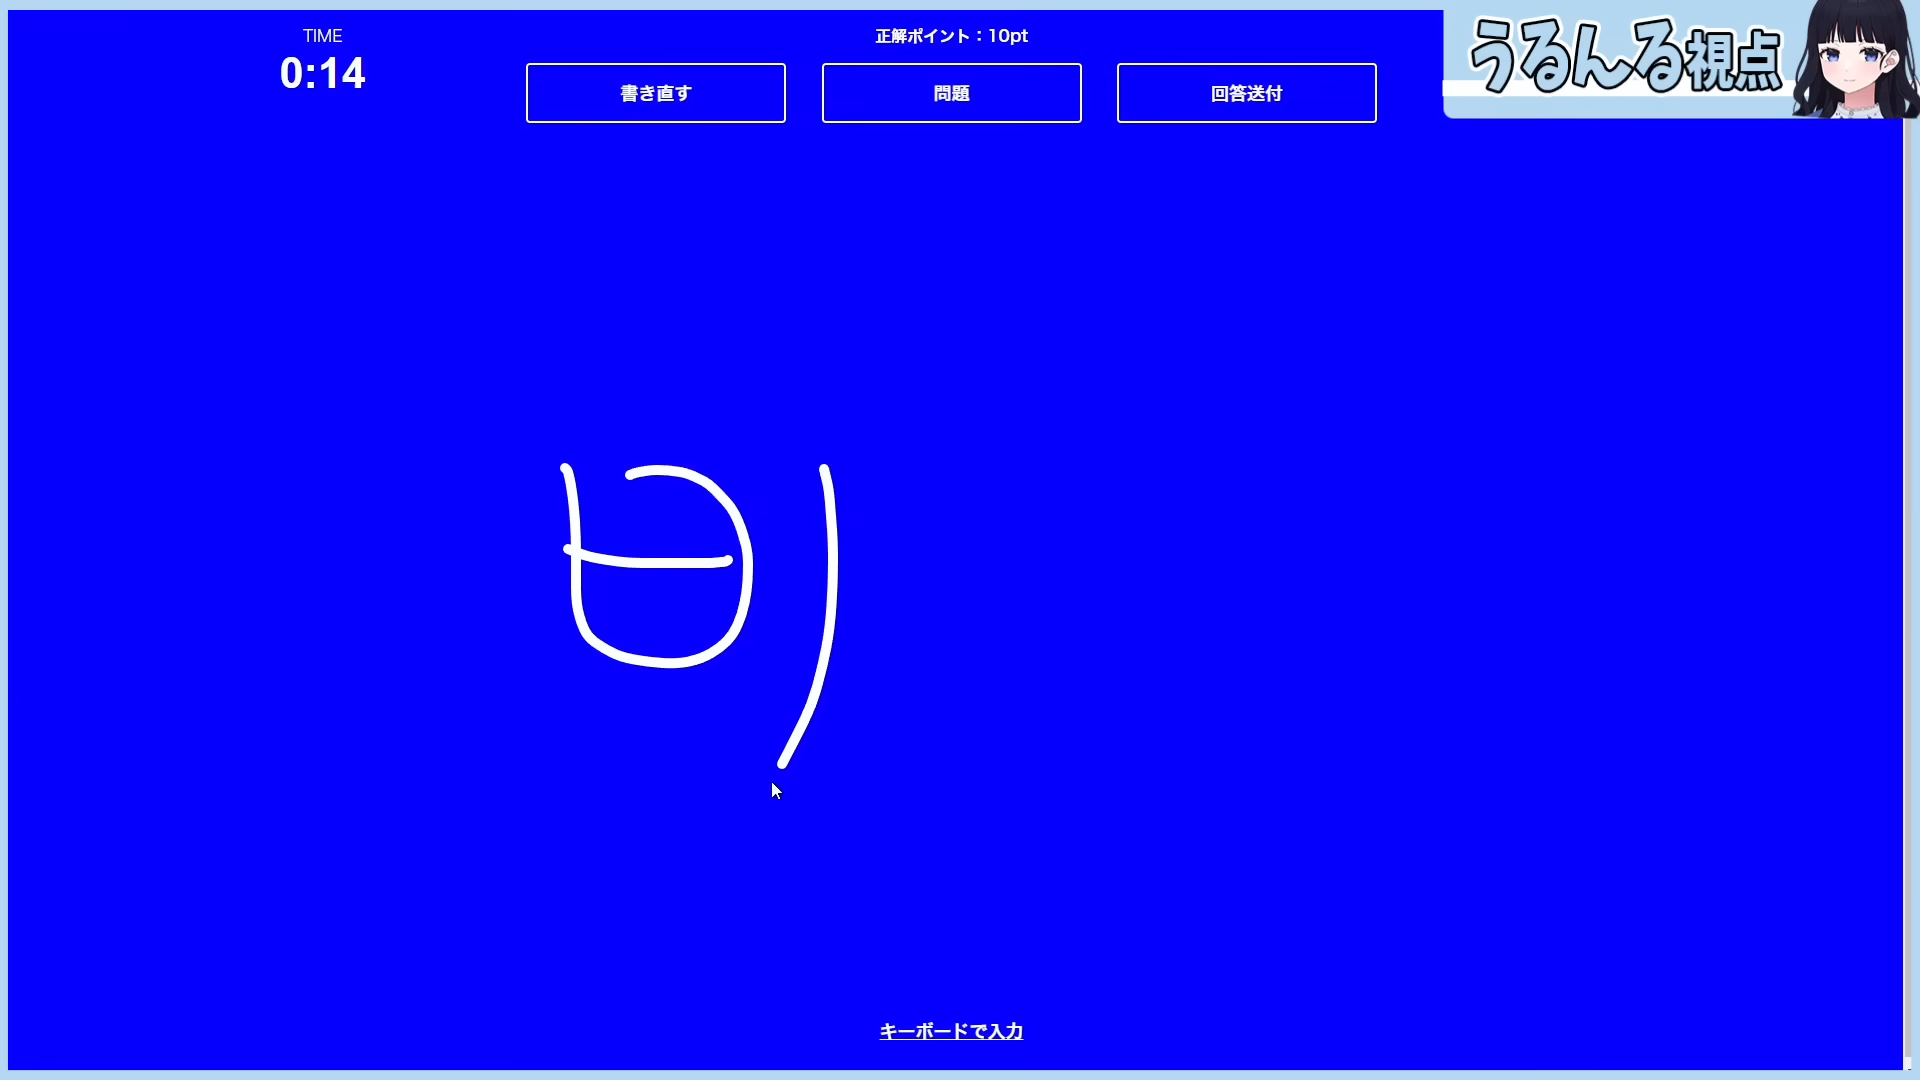 TIME
0:14
正解ポイント：10pt
書き直す
問題
回答送付
うるんる視点
キーボードで入力